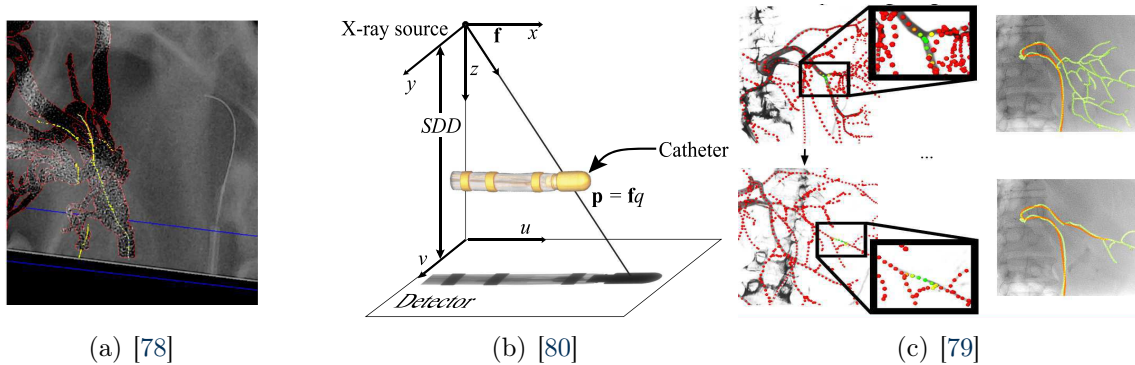 X-ray source
f
x
z
y
SDD
Catheter
p = fq
u
v
Detector
...
(a) [78]
(b) [80]
(c) [79]